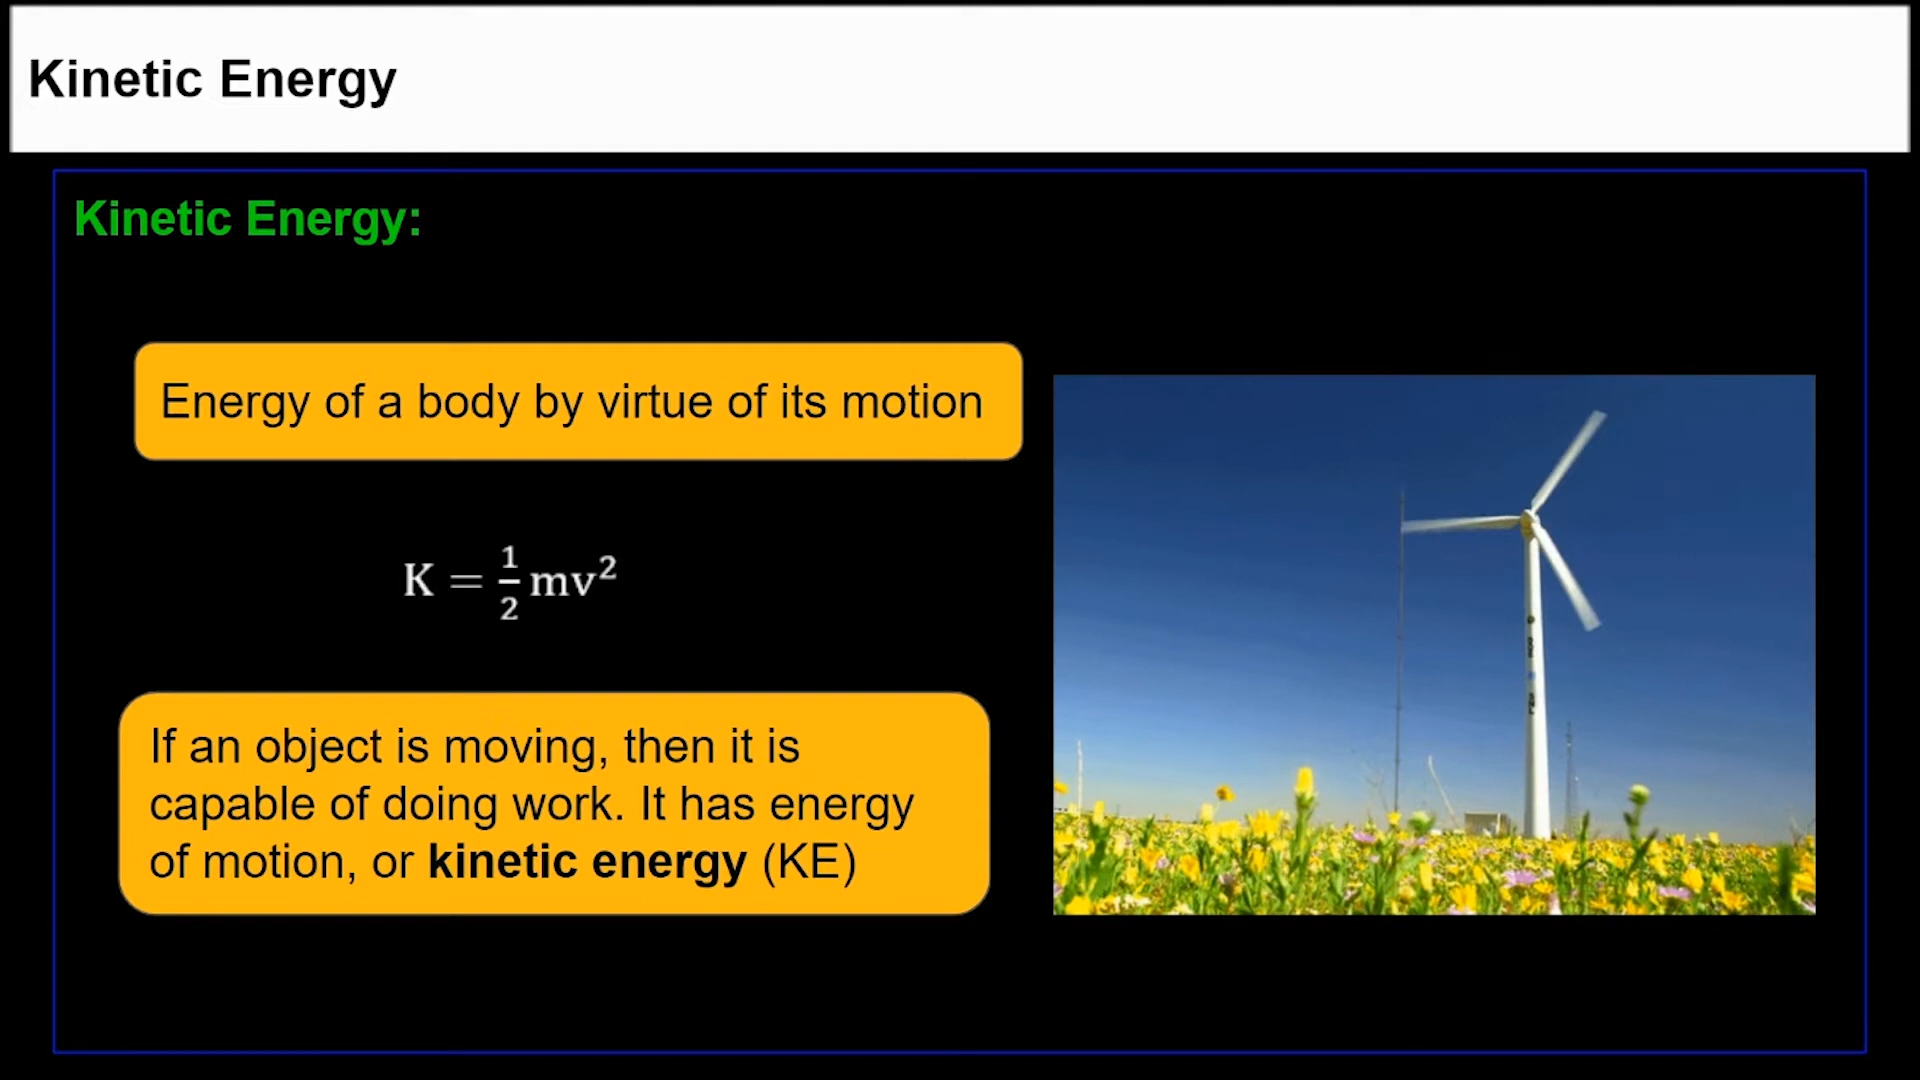 Kinetic Energy
Kinetic Energy:
Energy of a body by virtue of its motion
K = ½ mv²
If an object is moving, then it is
capable of doing work. It has energy
of motion, or kinetic energy (KE)